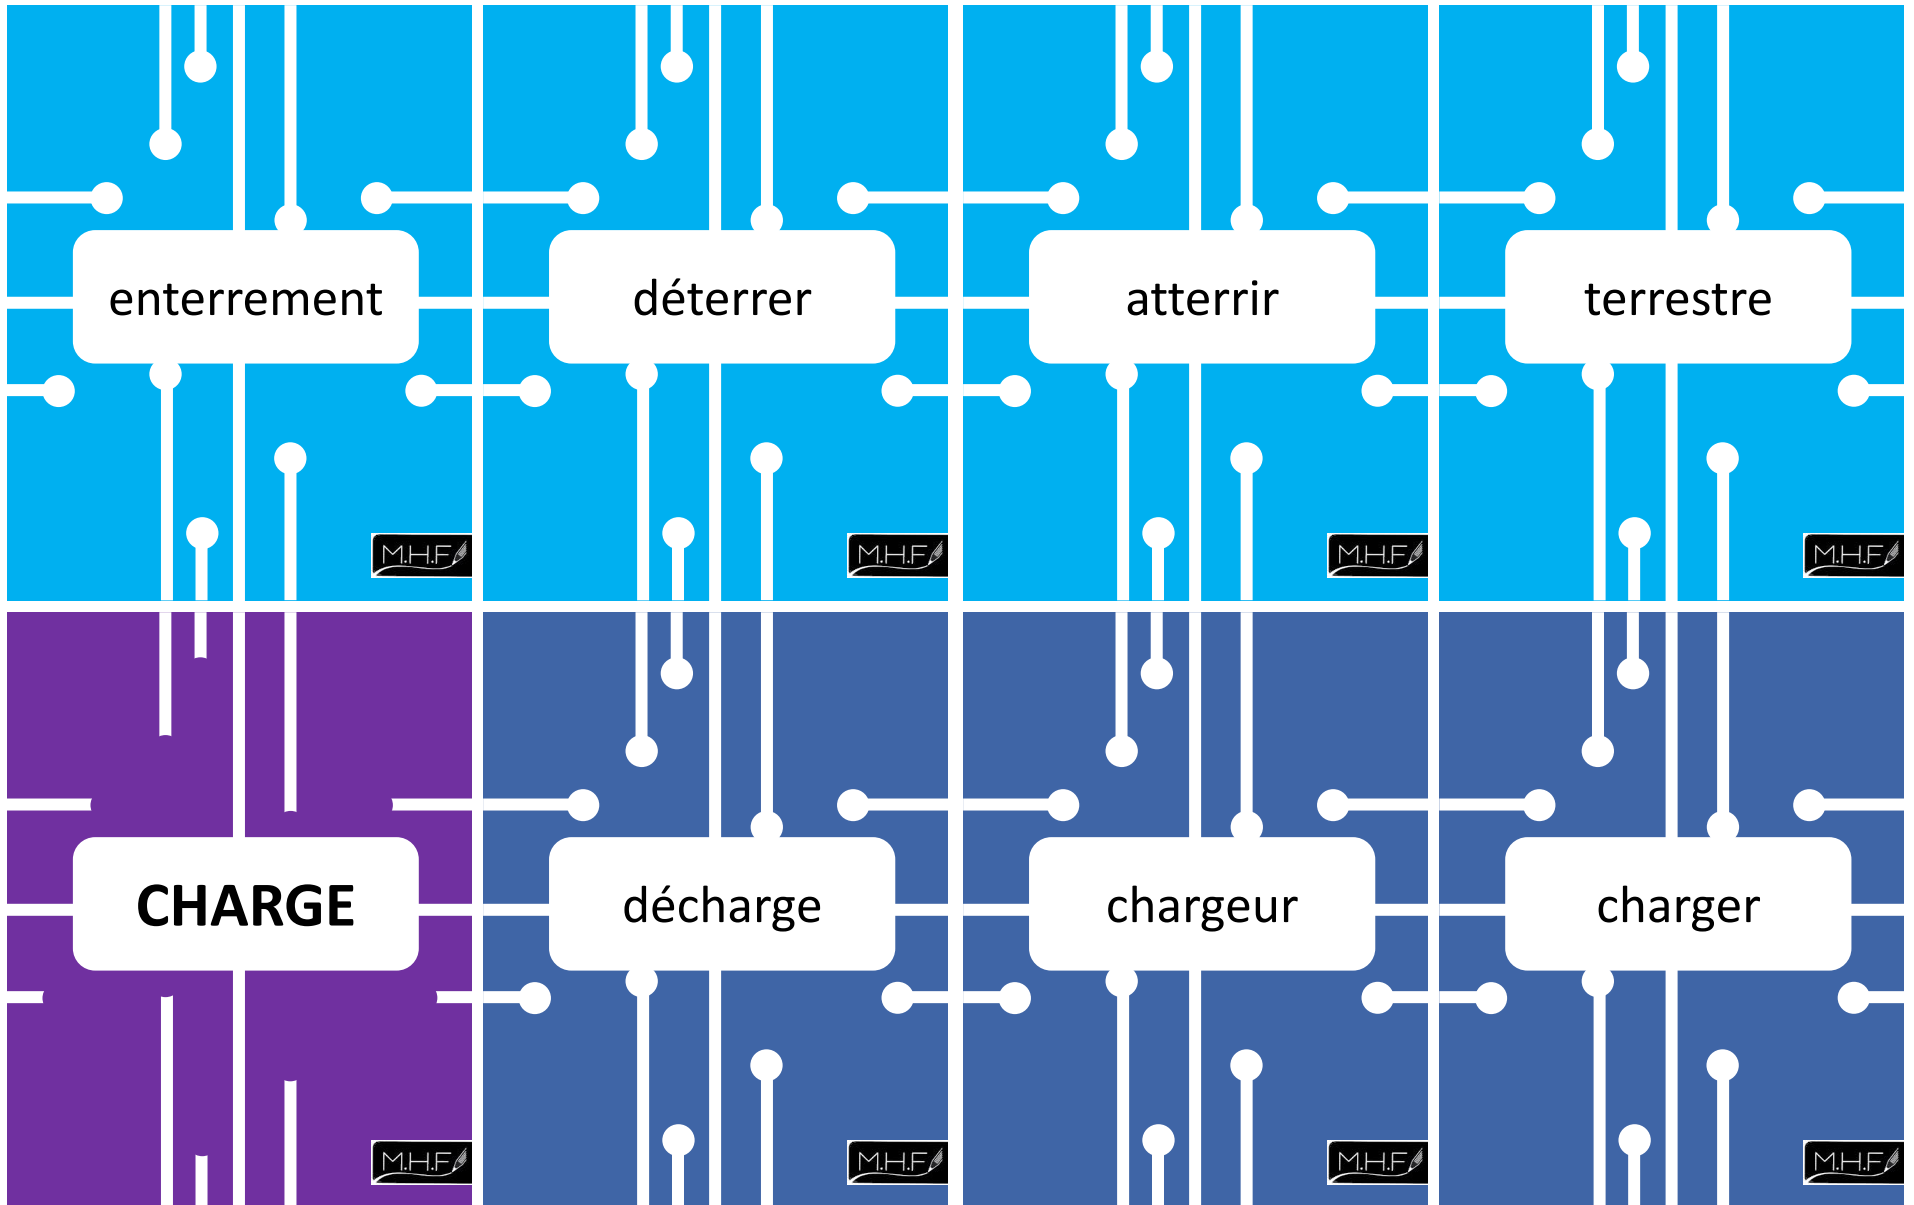 enterrement
déterrer
atterrir
terrestre
M.H.F
M.H.F
M.H.F
M.H.F
CHARGE
décharge
chargeur
charger
M.H.F
M.H.F
M.H.F
M.H.F